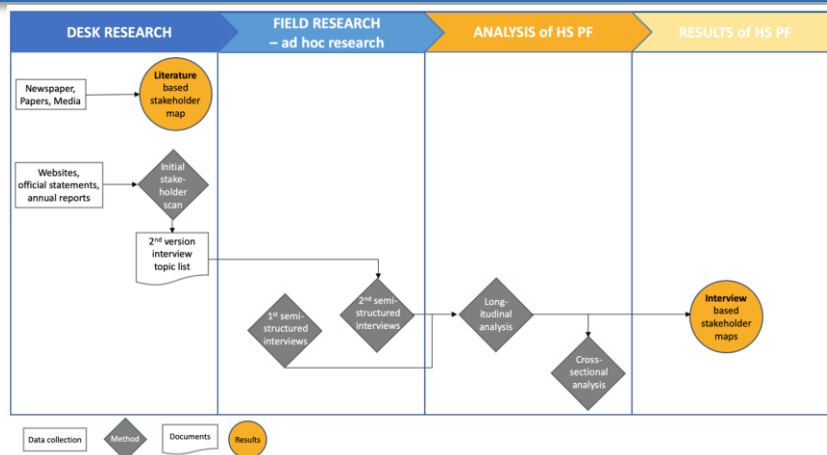 DESK RESEARCH
FIELD RESEARCH
– ad hoc research
ANALYSIS of HS PF
RESULTS of HS PF
Newspaper,
Papers, Media
Literature
based
stakeholder
map
Websites,
official statements,
annual reports
Initial
stake-
holder
scan
2nd version
interview
topic list
1st semi-
structured
interviews
2nd semi-
structured
interviews
Long-
itudinal
analysis
Cross-
sectional
analysis
Interview
based
stakeholder
maps
Data collection
Method
Documents
Results